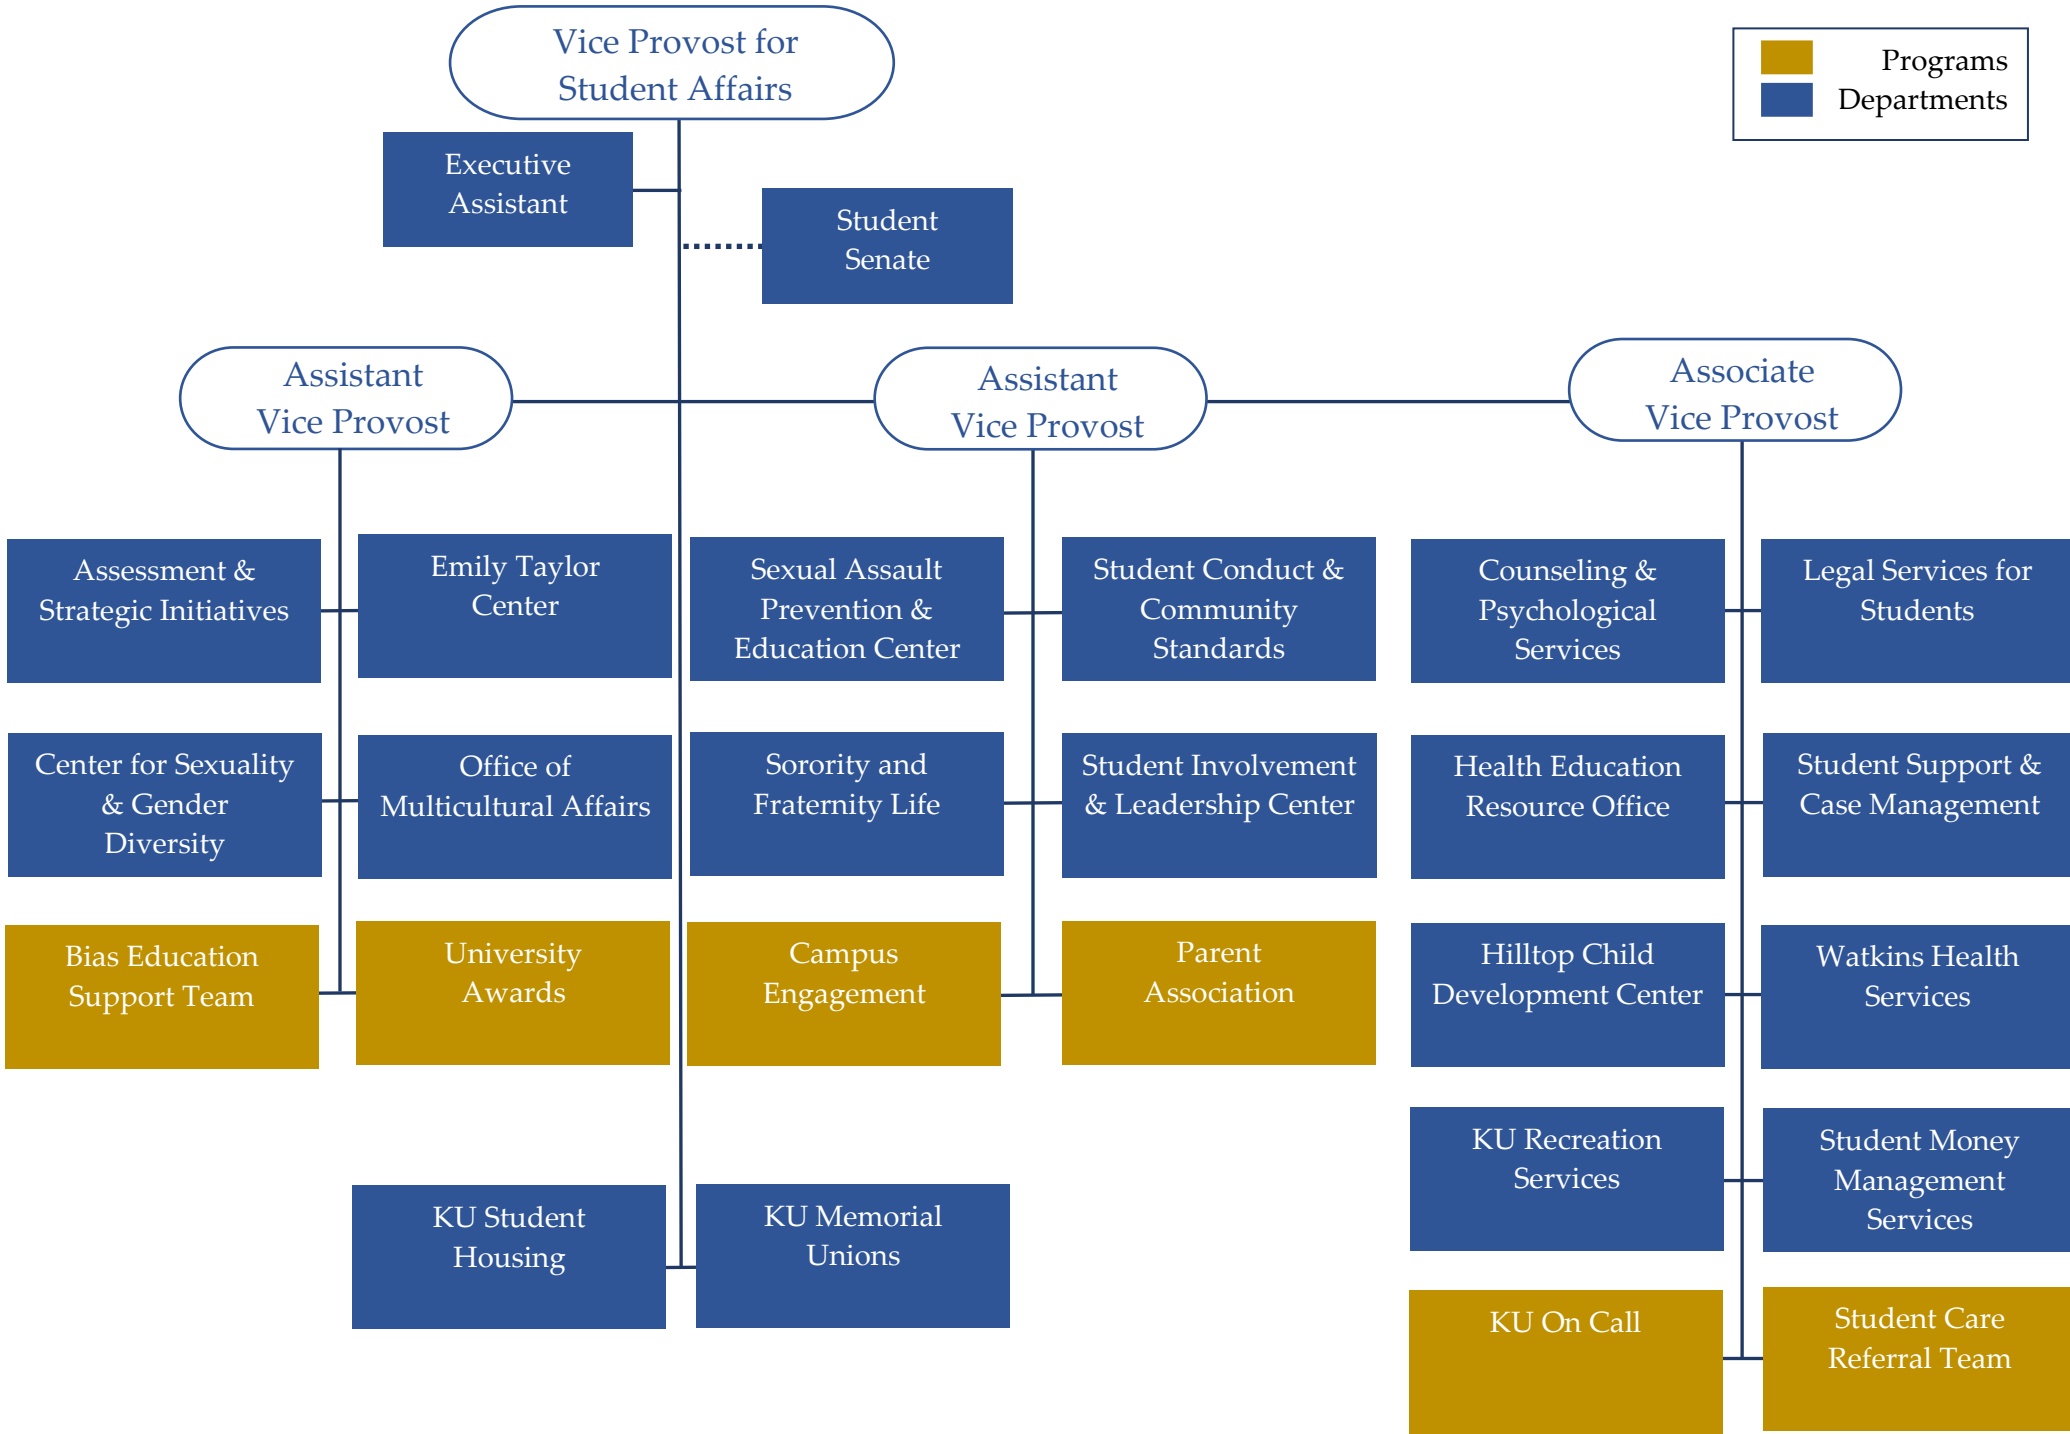 Vice Provost for
Student Affairs
Programs
Departments
Executive
Assistant
Student
Senate
Assistant
Vice Provost
Assistant
Vice Provost
Associate
Vice Provost
Assessment &
Strategic Initiatives
Emily Taylor
Center
Sexual Assault
Prevention &
Education Center
Student Conduct &
Community
Standards
Counseling &
Psychological
Services
Legal Services for
Students
Center for Sexuality
& Gender
Diversity
Office of
Multicultural Affairs
Sorority and
Fraternity Life
Student Involvement
& Leadership Center
Health Education
Resource Office
Student Support &
Case Management
Bias Education
Support Team
University
Awards
Campus
Engagement
Parent
Association
Hilltop Child
Development Center
Watkins Health
Services
KU Student
Housing
KU Memorial
Unions
KU Recreation
Services
Student Money
Management
Services
KU On Call
Student Care
Referral Team